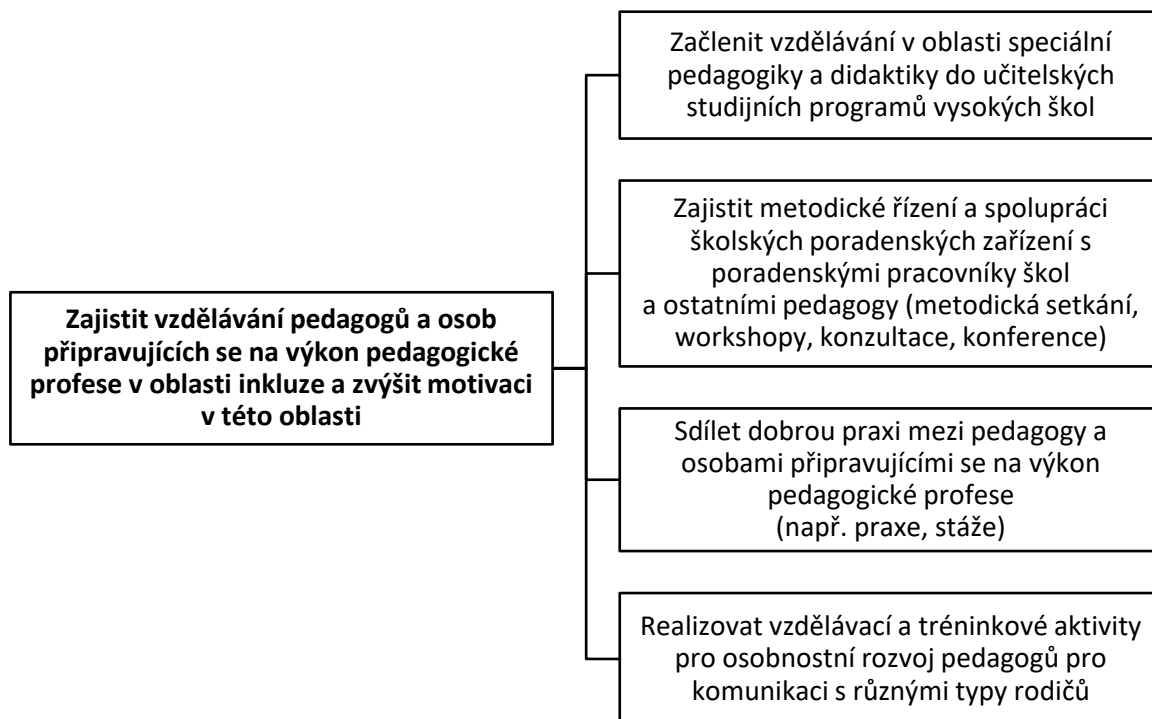 Zajistit vzdělávání pedagogů a osob
připravujících se na výkon pedagogické
profese v oblasti inkluze a zvýšit motivaci
v této oblasti
Začlenit vzdělávání v oblasti speciální
pedagogiky a didaktiky do učitelských
studijních programů vysokých škol
Zajistit metodické řízení a spolupráci
školských poradenských zařízení s
poradenskými pracovníky škol
a ostatními pedagogy (metodická setkání,
workshopy, konzultace, konference)
Sdílet dobrou praxi mezi pedagogy a
osobami připravujícími se na výkon
pedagogické profese
(např. praxe, stáže)
Realizovat vzdělávací a tréninkové aktivity
pro osobnostní rozvoj pedagogů pro
komunikaci s různými typy rodičů